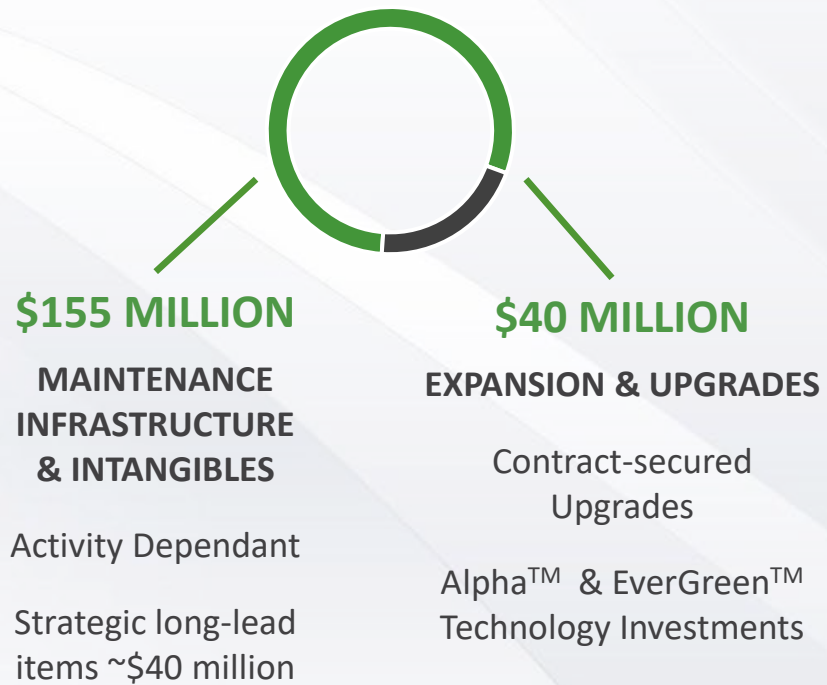 $155 MILLION
MAINTENANCE
INFRASTRUCTURE
& INTANGIBLES
Activity Dependant
Strategic long-lead
items ~$40 million
$40 MILLION
EXPANSION & UPGRADES
Contract-secured
Upgrades
Alpha™ & EverGreen™
Technology Investments